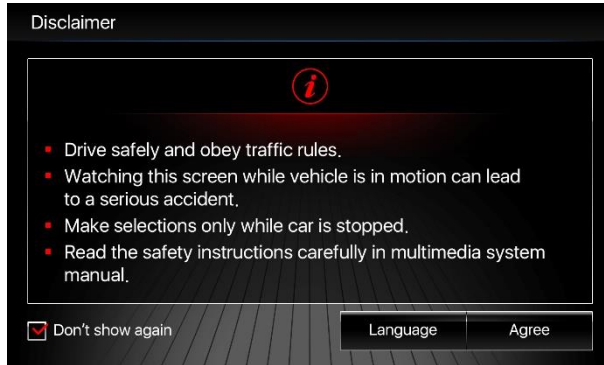 Disclaimer
i
Drive safely and obey traffic rules.
Watching this screen while vehicle is in motion can lead
to a serious accident.
Make selections only while car is stopped.
Read the safety instructions carefully in multimedia system
manual.
Don't show again
Language
Agree